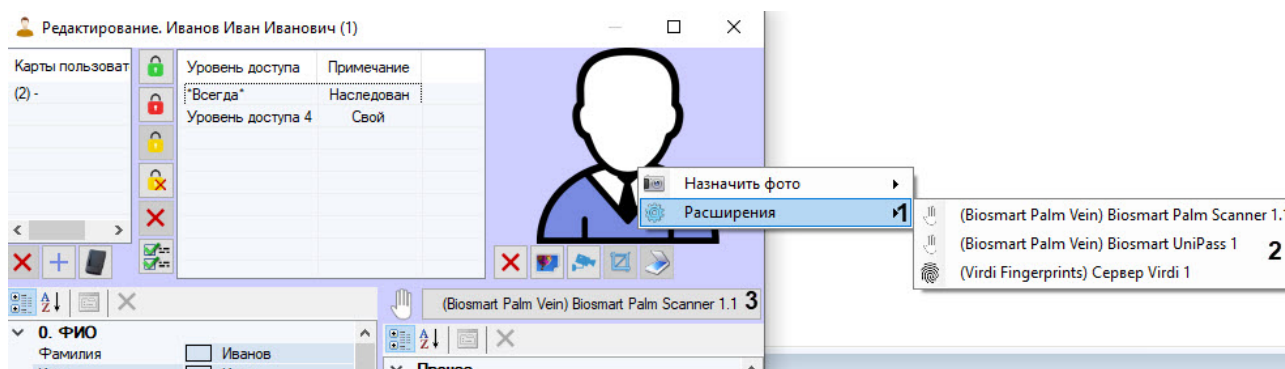 Редактирование. Иванов Иван Иванович (1)
Карты пользоват
Уровень доступа Примечание
(2) -
"Всегда" Наследован
Уровень доступа 4 Свой
Назначить фото
Расширения 1
(Biosmart Palm Vein) Biosmart Palm Scanner 1.1
(Biosmart Palm Vein) Biosmart UniPass 1
2
(Virdi Fingerprints) Сервер Virdi 1
(Biosmart Palm Vein) Biosmart Palm Scanner 1.1 3
0. ФИО
Фамилия Иванов